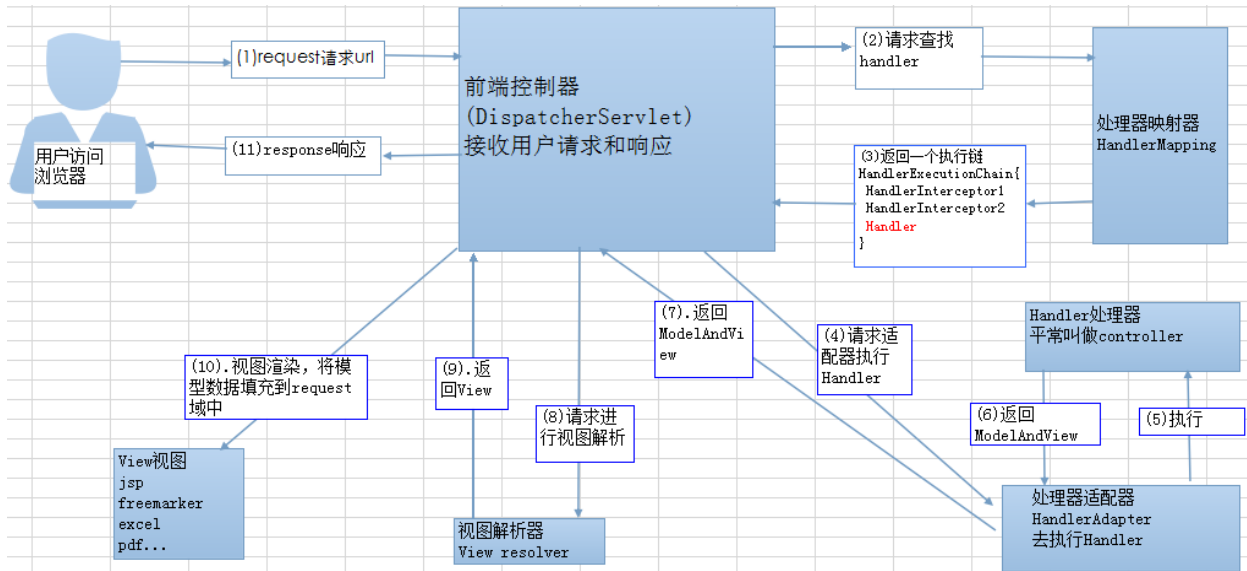 (1)request请求url
前端控制器
(DispatcherServlet)
接收用户请求和响应
(2)请求查找
handler
处理器映射器
HandlerMapping
用户访问
浏览器
(11)response响应
(3)返回一个执行链
HandlerExecutionChain{
HandlerInterceptor1
HandlerInterceptor2
Handler
}
(10).视图渲染，将模
型数据填充到request
域中
(9).返
回View
(8)请求进
行视图解析
(7).返回
ModelAndVi
ew
(4)请求适
配器执行
Handler
Handler处理器
平常叫做controller
(6)返回
ModelAndView
(5)执行
View视图
jsp
freemarker
excel
pdf...
视图解析器
View resolver
处理器适配器
HandlerAdapter
去执行Handler